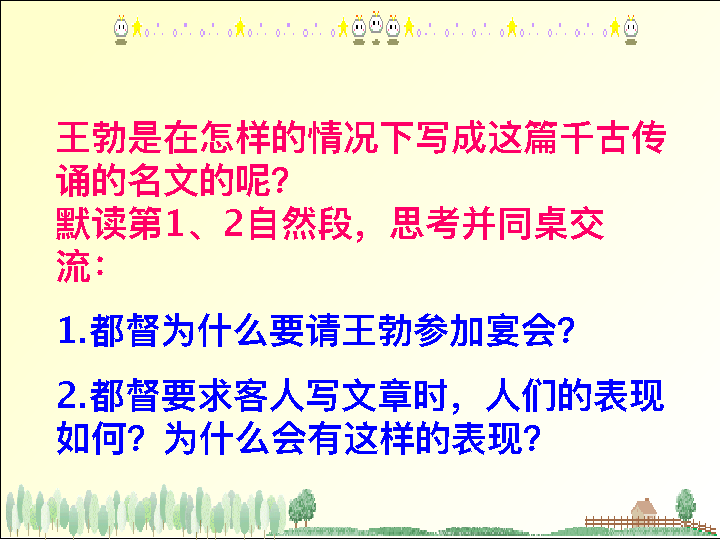 王勃是在怎样的情况下写成这篇千古传
诵的名文的呢？
默读第1、2自然段，思考并同桌交
流：
1.都督为什么要请王勃参加宴会？
2.都督要求客人写文章时，人们的表现
如何？为什么会有这样的表现？